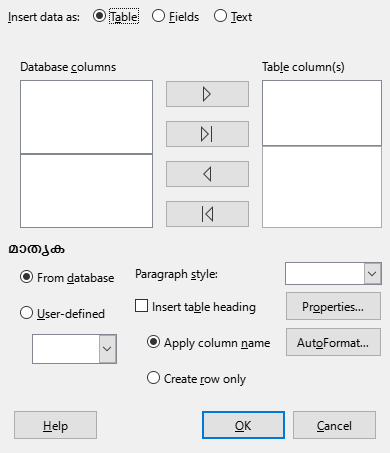 Insert data as: Table Fields Text
Database columns Table column(s)
മാതൃക
From database Paragraph style:
User-defined Insert table heading Properties...
Apply column name AutoFormat...
Create row only
Help OK Cancel